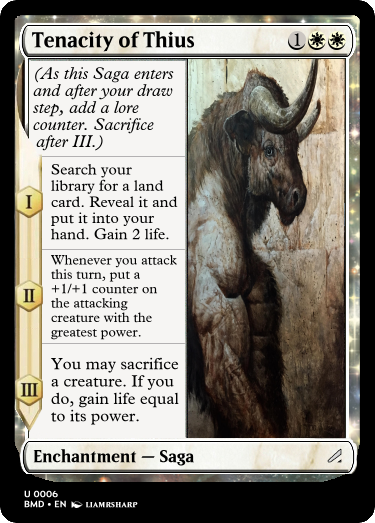 Tenacity of Thius 1
(As this Saga enters
and after your draw
step, add a lore
counter. Sacrifice
after III.)
I
Search your
library for a land
card. Reveal it and
put it into your
hand. Gain 2 life.
II
Whenever you attack
this turn, put a
+1/+1 counter on
the attacking
creature with the
greatest power.
III
You may sacrifice
a creature. If you
do, gain life equal
to its power.
Enchantment — Saga
U 0006
BMD • EN LIAMRSHARP